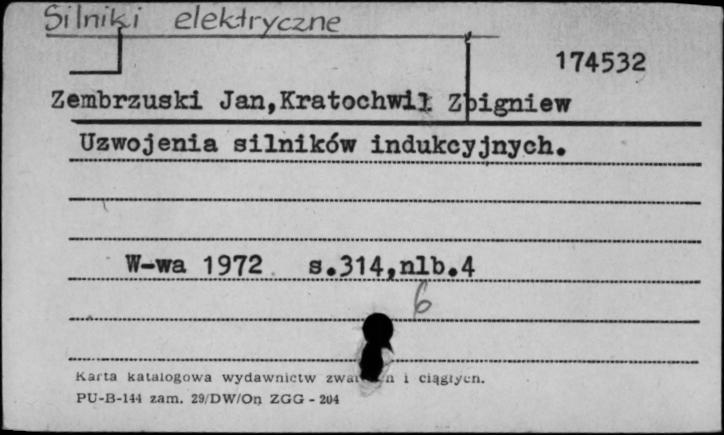 Silniki elektryczne
174532
Zembrzuski Jan,Kratochwil Zbigniew
Uzwojenia silników indukcyjnych.
W-wa 1972 s.314,nlb.4
6
Karta katalogowa wydawnictw i ciągłych.
PU-B-144 zam. 29/DW/On ZGG - 204